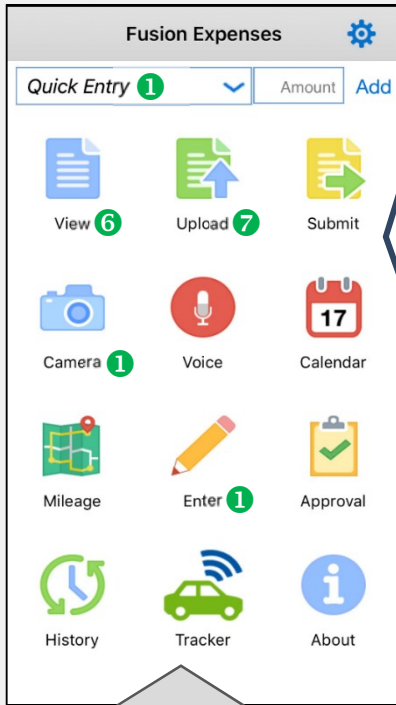 Fusion Expenses
Quick Entry 1 Amount Add
View 6 Upload 7 Submit
17
Camera 1 Voice Calendar
Mileage Enter 1 Approval
History Tracker About